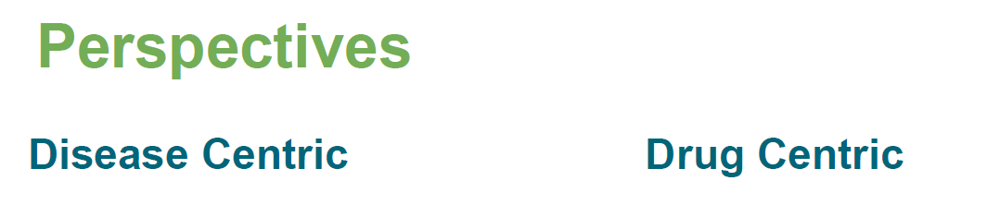 Perspectives
Disease Centric
Drug Centric